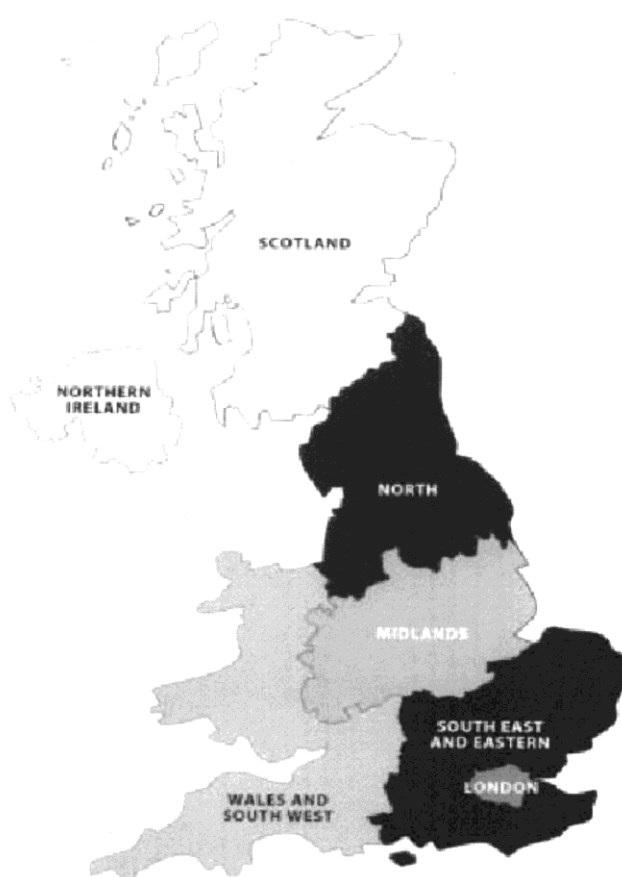 SCOTLAND
NORTHERN
IRELAND
NORTH
MIDLANDS
SOUTH EAST
AND EASTERN
LONDON
WALES AND
SOUTH WEST